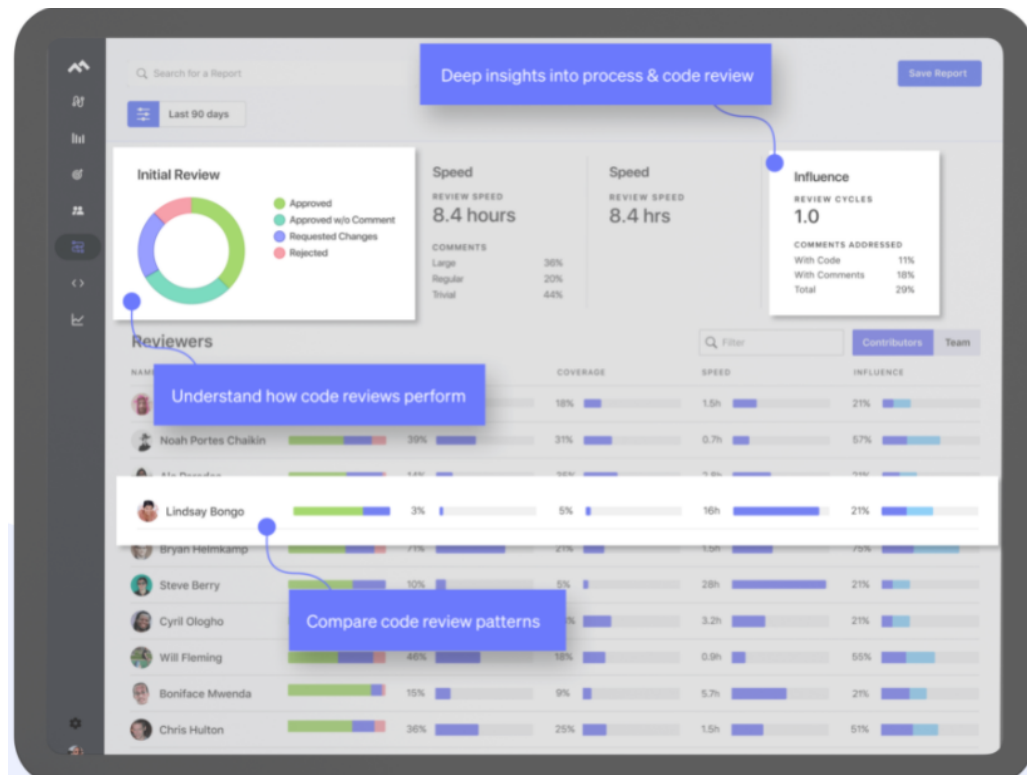 Deep insights into process & code review
Search for a Report
Save Report
Last 90 days
Initial Review
Approved
Approved w/o Comment
Requested Changes
Rejected
Speed
REVIEW SPEED
8.4 hours
COMMENTS
Large 36%
Regular 20%
Trivial 44%
Speed
REVIEW SPEED
8.4 hrs
Influence
REVIEW CYCLES
1.0
COMMENTS ADDRESSED
With Code 11%
With Comments 18%
Total 29%
Reviewers
Filter
Contributors Team
COVERAGE SPEED INFLUENCE
Understand how code reviews perform
18% 1.5h 21%
Noah Portes Chaikin 39% 31% 0.7h 57%
Lindsay Bongo 3% 5% 16h 21%
Bryan Helmkamp 71% 21% 1.5h 75%
Steve Berry 10% 5% 28h 21%
Compare code review patterns
Cyril Ologho 3.2h 21%
Will Fleming 46% 18% 0.9h 55%
Boniface Mwenda 15% 9% 5.7h 21%
Chris Hulton 36% 25% 1.5h 51%